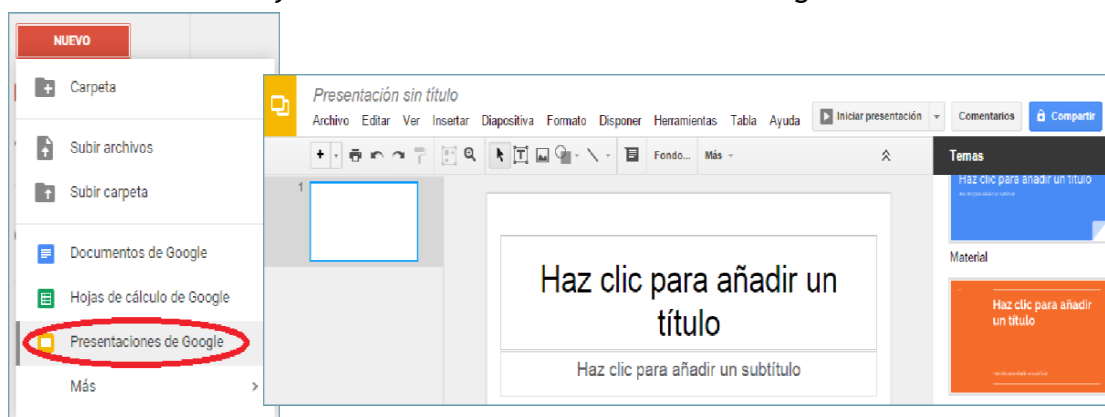 NUEVO
Carpeta
Subir archivos
Subir carpeta
Documentos de Google
Hojas de cálculo de Google
Presentaciones de Google
Más
Presentación sin título
Archivo Editar Ver Insertar Diapositiva Formato Disponer Herramientas Tabla Ayuda
Iniciar presentación
Comentarios
Compartir
Fondo... Más
Temas
1
Haz clic para añadir un
título
Haz clic para añadir un subtítulo
Haz clic para añadir un título
Material
Haz clic para añadir
un título